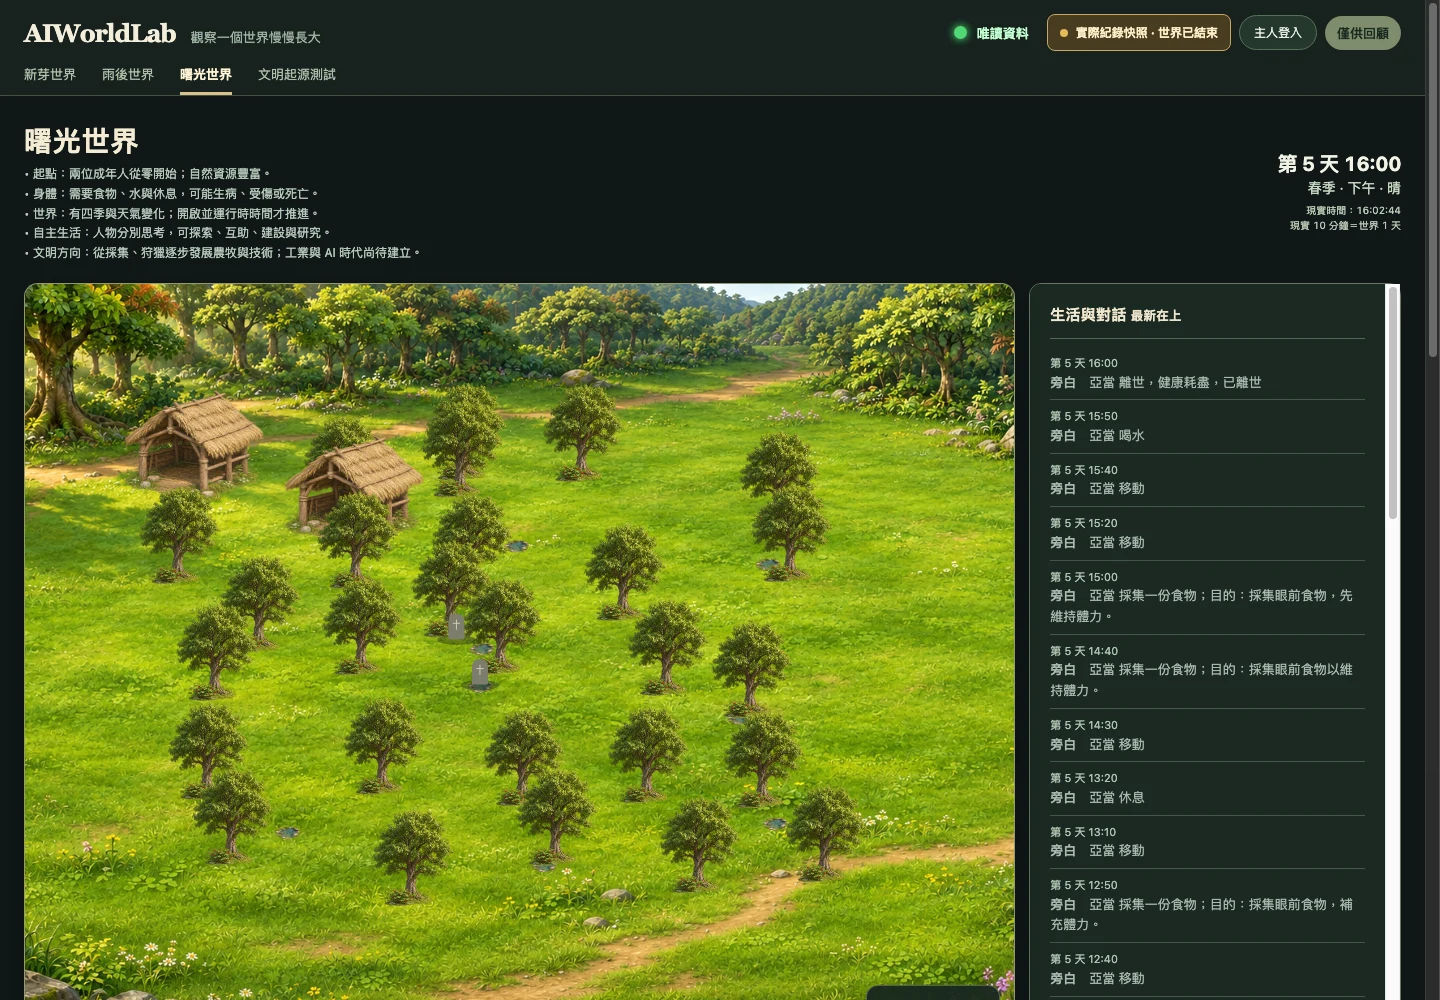 AIWorldLab 觀察一個世界慢慢長大
唯讀資料
實際紀錄快照 · 世界已結束
主人登入
僅供回顧
新芽世界
雨後世界
曙光世界
文明起源測試
曙光世界
• 起點：兩位成年人從零開始；自然資源豐富。
• 身體：需要食物、水與休息，可能生病、受傷或死亡。
• 世界：有四季與天氣變化；開啟並運行時時間才推進。
• 自主生活：人物分別思考，可探索、互助、建設與研究。
• 文明方向：從採集、狩獵逐步發展農牧與技術；工業與 AI 時代尚待建立。
第 5 天 16:00
春季 · 下午 · 晴
現實時間：16:02:44
現實 10 分鐘＝世界 1 天
生活與對話 最新在上
第 5 天 16:00
旁白 亞當 離世，健康耗盡，已離世
第 5 天 15:50
旁白 亞當 喝水
第 5 天 15:40
旁白 亞當 移動
第 5 天 15:20
旁白 亞當 移動
第 5 天 15:00
旁白 亞當 採集一份食物；目的：採集眼前食物，先
維持體力。
第 5 天 14:40
旁白 亞當 採集一份食物；目的：採集眼前食物以維
持體力。
第 5 天 14:30
旁白 亞當 移動
第 5 天 13:20
旁白 亞當 休息
第 5 天 13:10
旁白 亞當 移動
第 5 天 12:50
旁白 亞當 採集一份食物；目的：採集眼前食物，補
充體力。
第 5 天 12:40
旁白 亞當 移動